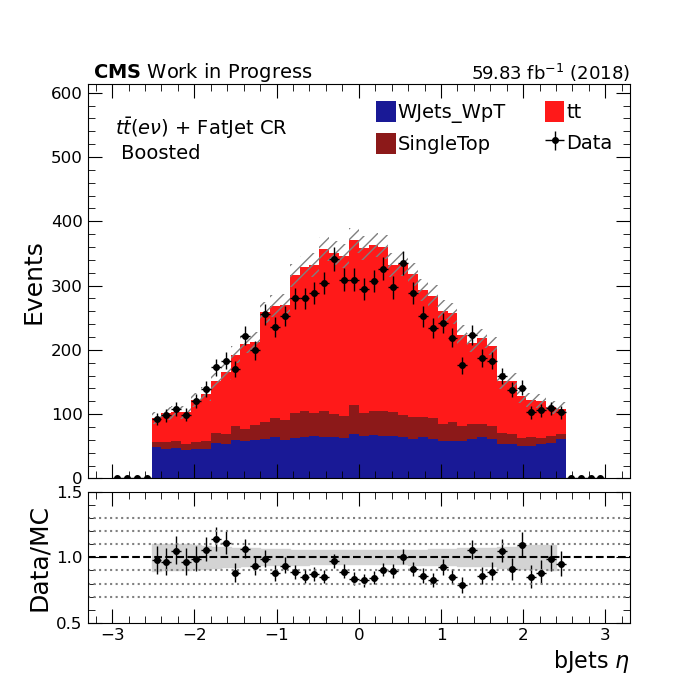 CMS Work in Progress 59.83 fb⁻¹ (2018)
600
500
400
300
200
100
0
Events
tt̄(eν) + FatJet CR
Boosted
WJets_WpT
tt
SingleTop
Data
1.5
1.0
0.5
Data/MC
−3 −2 −1 0 1 2 3
bJets η